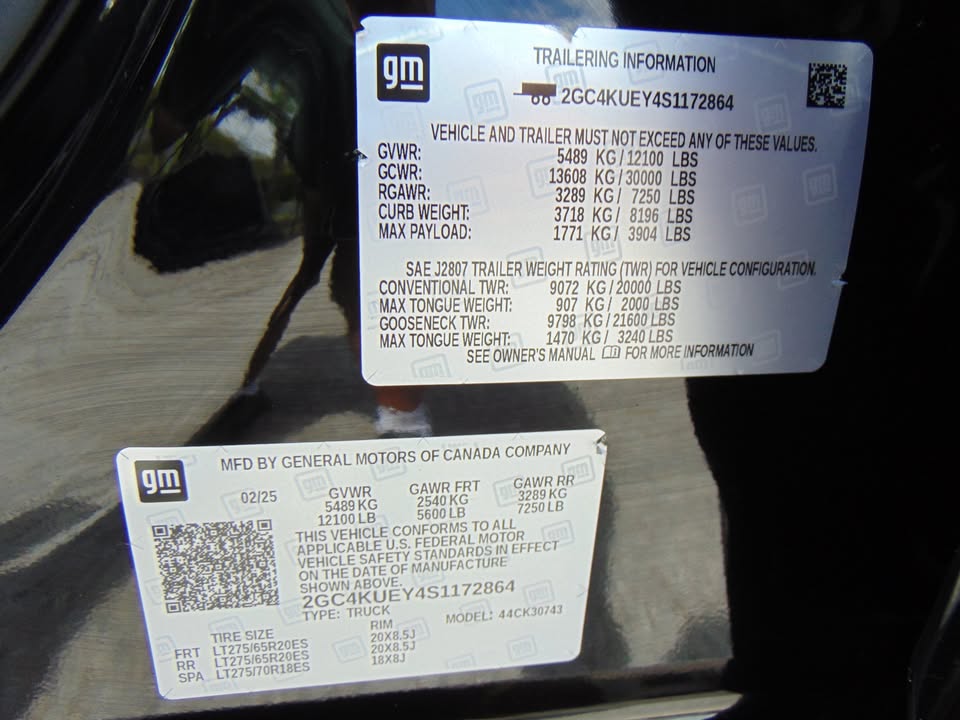 gm
TRAILERING INFORMATION
2GC4KUEY4S1172864
VEHICLE AND TRAILER MUST NOT EXCEED ANY OF THESE VALUES.
GVWR: 5489 KG / 12100 LBS
GCWR: 13608 KG / 30000 LBS
RGAWR: 3289 KG / 7250 LBS
CURB WEIGHT: 3718 KG / 8196 LBS
MAX PAYLOAD: 1771 KG / 3904 LBS
SAE J2807 TRAILER WEIGHT RATING (TWR) FOR VEHICLE CONFIGURATION.
CONVENTIONAL TWR: 9072 KG / 20000 LBS
MAX TONGUE WEIGHT: 907 KG / 2000 LBS
GOOSENECK TWR: 9798 KG / 21600 LBS
MAX TONGUE WEIGHT: 1470 KG / 3240 LBS
SEE OWNER'S MANUAL FOR MORE INFORMATION
gm
MFD BY GENERAL MOTORS OF CANADA COMPANY
02/25 GVWR GAWR FRT GAWR RR
5489 KG 2540 KG 3289 KG
12100 LB 5600 LB 7250 LB
THIS VEHICLE CONFORMS TO ALL
APPLICABLE U.S. FEDERAL MOTOR
VEHICLE SAFETY STANDARDS IN EFFECT
ON THE DATE OF MANUFACTURE
SHOWN ABOVE.
2GC4KUEY4S1172864
TYPE: TRUCK MODEL: 44CK30743
TIRE SIZE RIM
FRT LT275/65R20ES 20X8.5J
RR LT275/65R20ES 20X8.5J
SPA LT275/70R18ES 18X8J